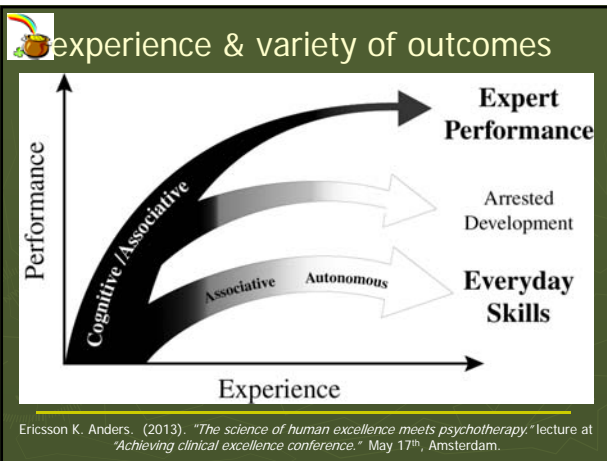 experience & variety of outcomes
Expert
Performance
Performance
Cognitive /Associative
Arrested
Development
Associative
Autonomous
Everyday
Skills
Experience
Ericsson K. Anders. (2013). "The science of human excellence meets psychotherapy." lecture at
"Achieving clinical excellence conference." May 17th, Amsterdam.